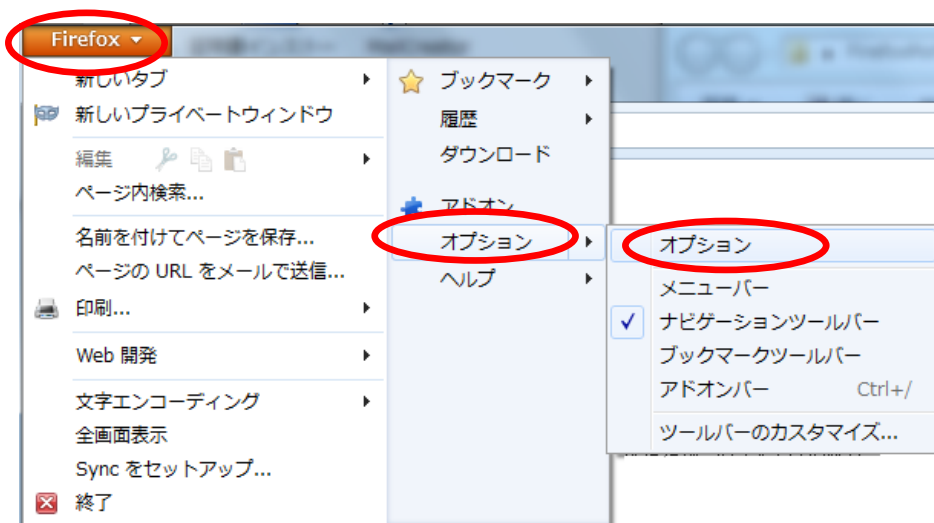 Firefox
新しいタブ
新しいプライベートウィンドウ
編集
ページ内検索...
名前を付けてページを保存...
ページの URL をメールで送信...
印刷...
Web 開発
文字エンコーディング
全画面表示
Sync をセットアップ...
終了
ブックマーク
履歴
ダウンロード
アドオン
オプション
ヘルプ
オプション
メニューバー
ナビゲーションツールバー
ブックマークツールバー
アドオンバー Ctrl+/
ツールバーのカスタマイズ...